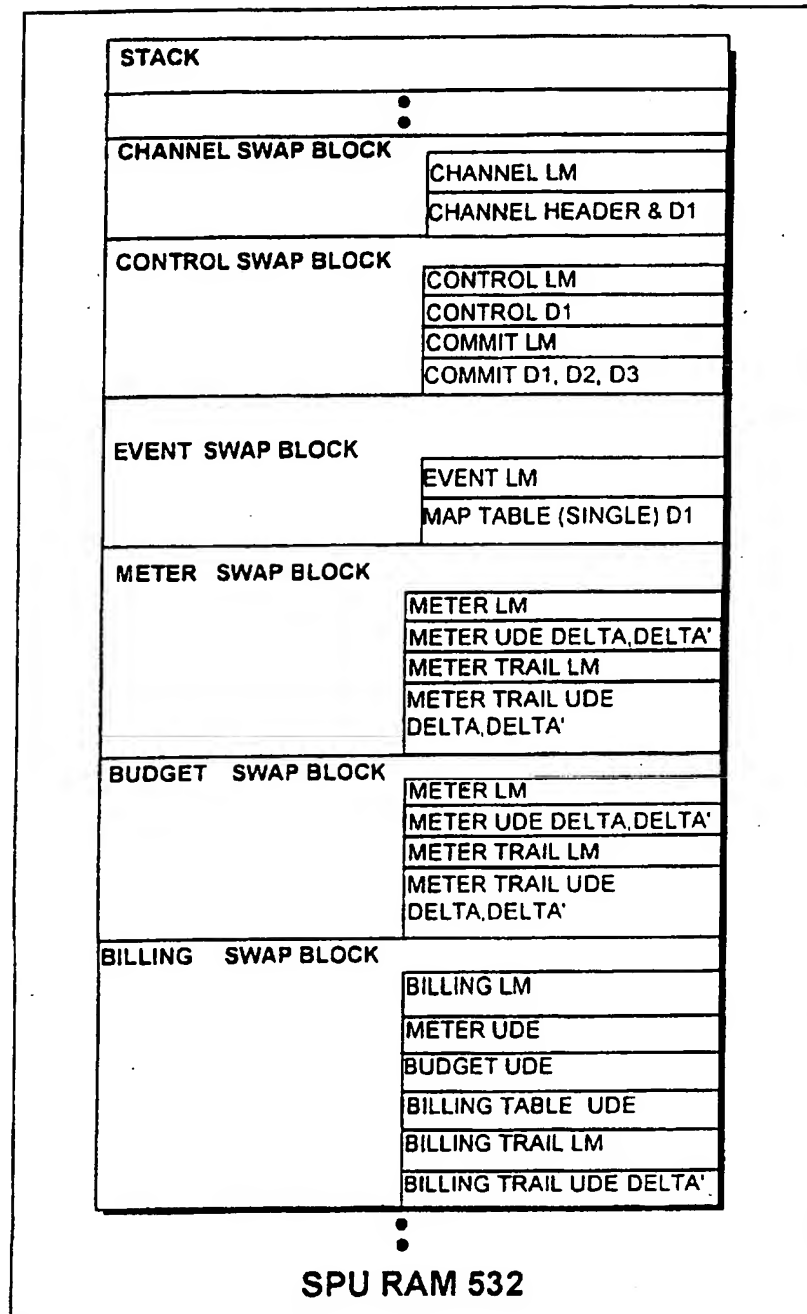 STACK
CHANNEL SWAP BLOCK
CHANNEL LM
CHANNEL HEADER & D1
CONTROL SWAP BLOCK
CONTROL LM
CONTROL D1
COMMIT LM
COMMIT D1, D2, D3
EVENT SWAP BLOCK
EVENT LM
MAP TABLE (SINGLE) D1
METER SWAP BLOCK
METER LM
METER UDE DELTA,DELTA'
METER TRAIL LM
METER TRAIL UDE
DELTA,DELTA'
BUDGET SWAP BLOCK
METER LM
METER UDE DELTA,DELTA'
METER TRAIL LM
METER TRAIL UDE
DELTA,DELTA'
BILLING SWAP BLOCK
BILLING LM
METER UDE
BUDGET UDE
BILLING TABLE UDE
BILLING TRAIL LM
BILLING TRAIL UDE DELTA'
SPU RAM 532